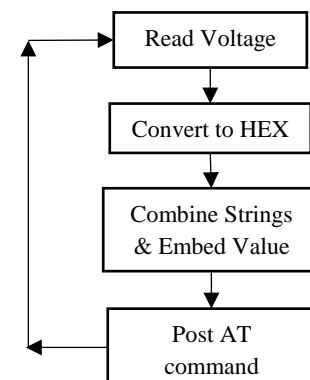 Read Voltage
Convert to HEX
Combine Strings
& Embed Value
Post AT
command